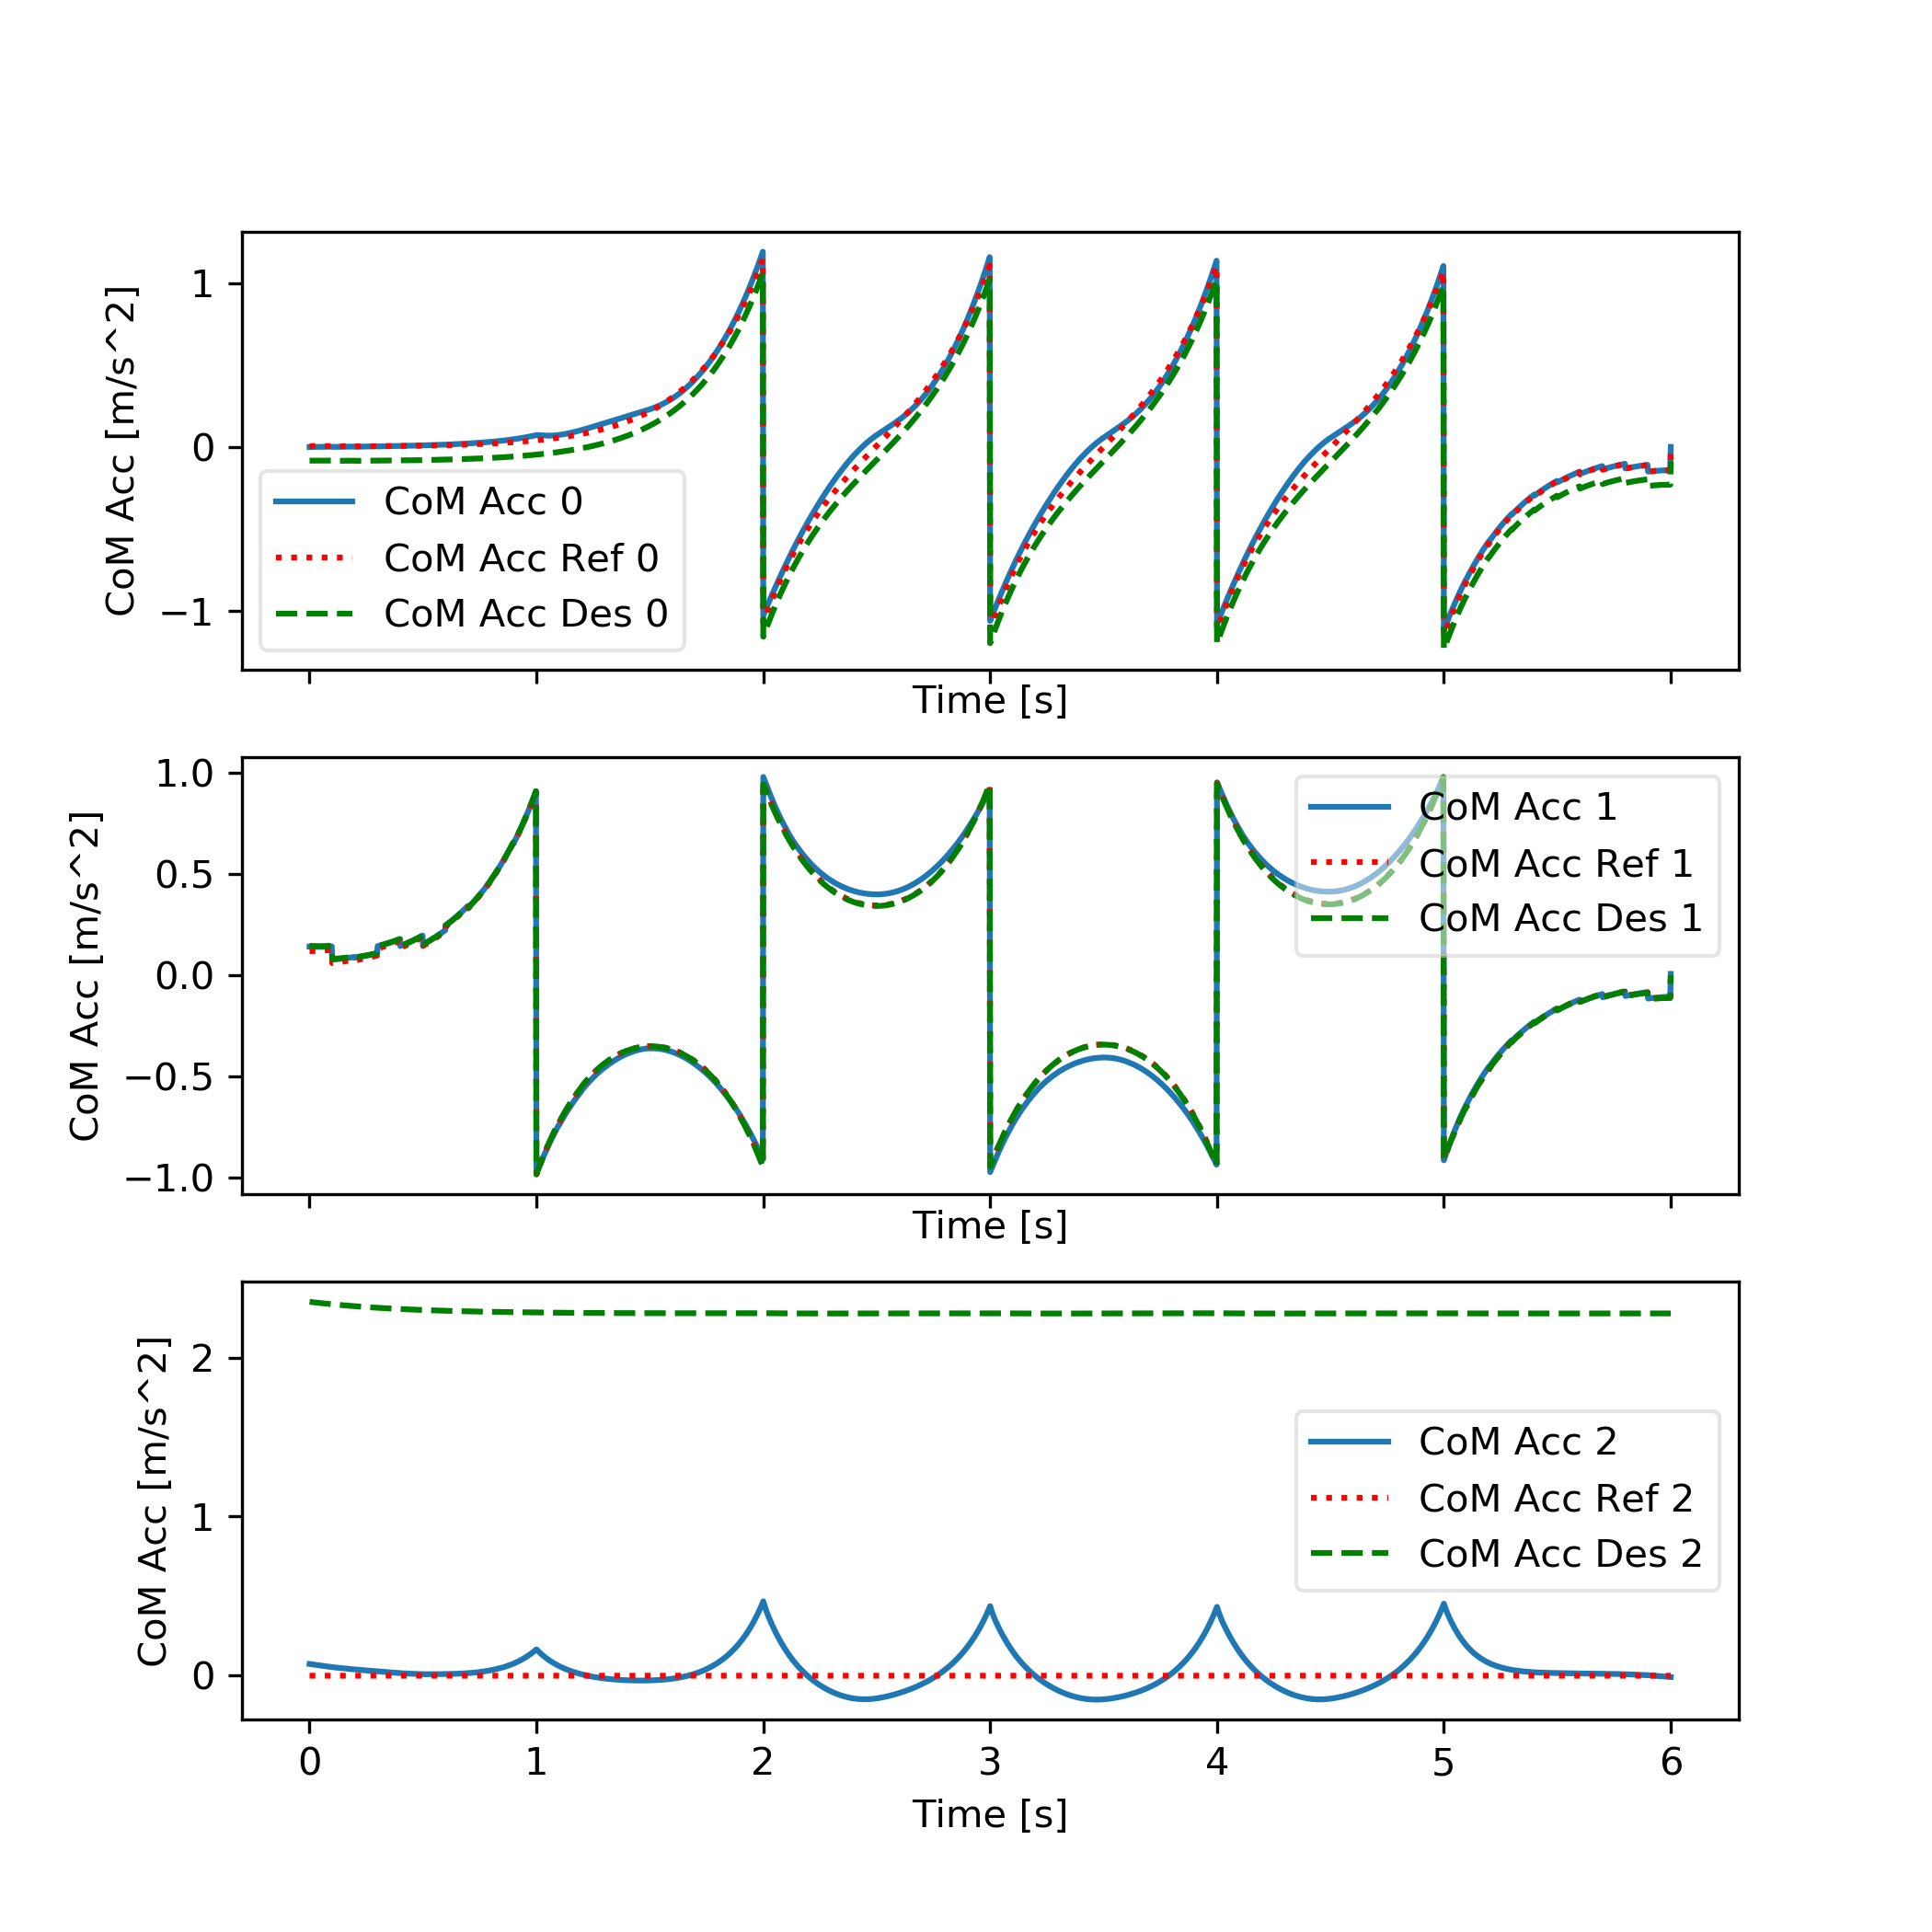 CoM Acc [m/s^2]
1
0
−1
CoM Acc 0
CoM Acc Ref 0
CoM Acc Des 0
Time [s]
CoM Acc [m/s^2]
1.0
0.5
0.0
−0.5
−1.0
CoM Acc 1
CoM Acc Ref 1
CoM Acc Des 1
Time [s]
CoM Acc [m/s^2]
2
1
0
CoM Acc 2
CoM Acc Ref 2
CoM Acc Des 2
0 1 2 3 4 5 6
Time [s]